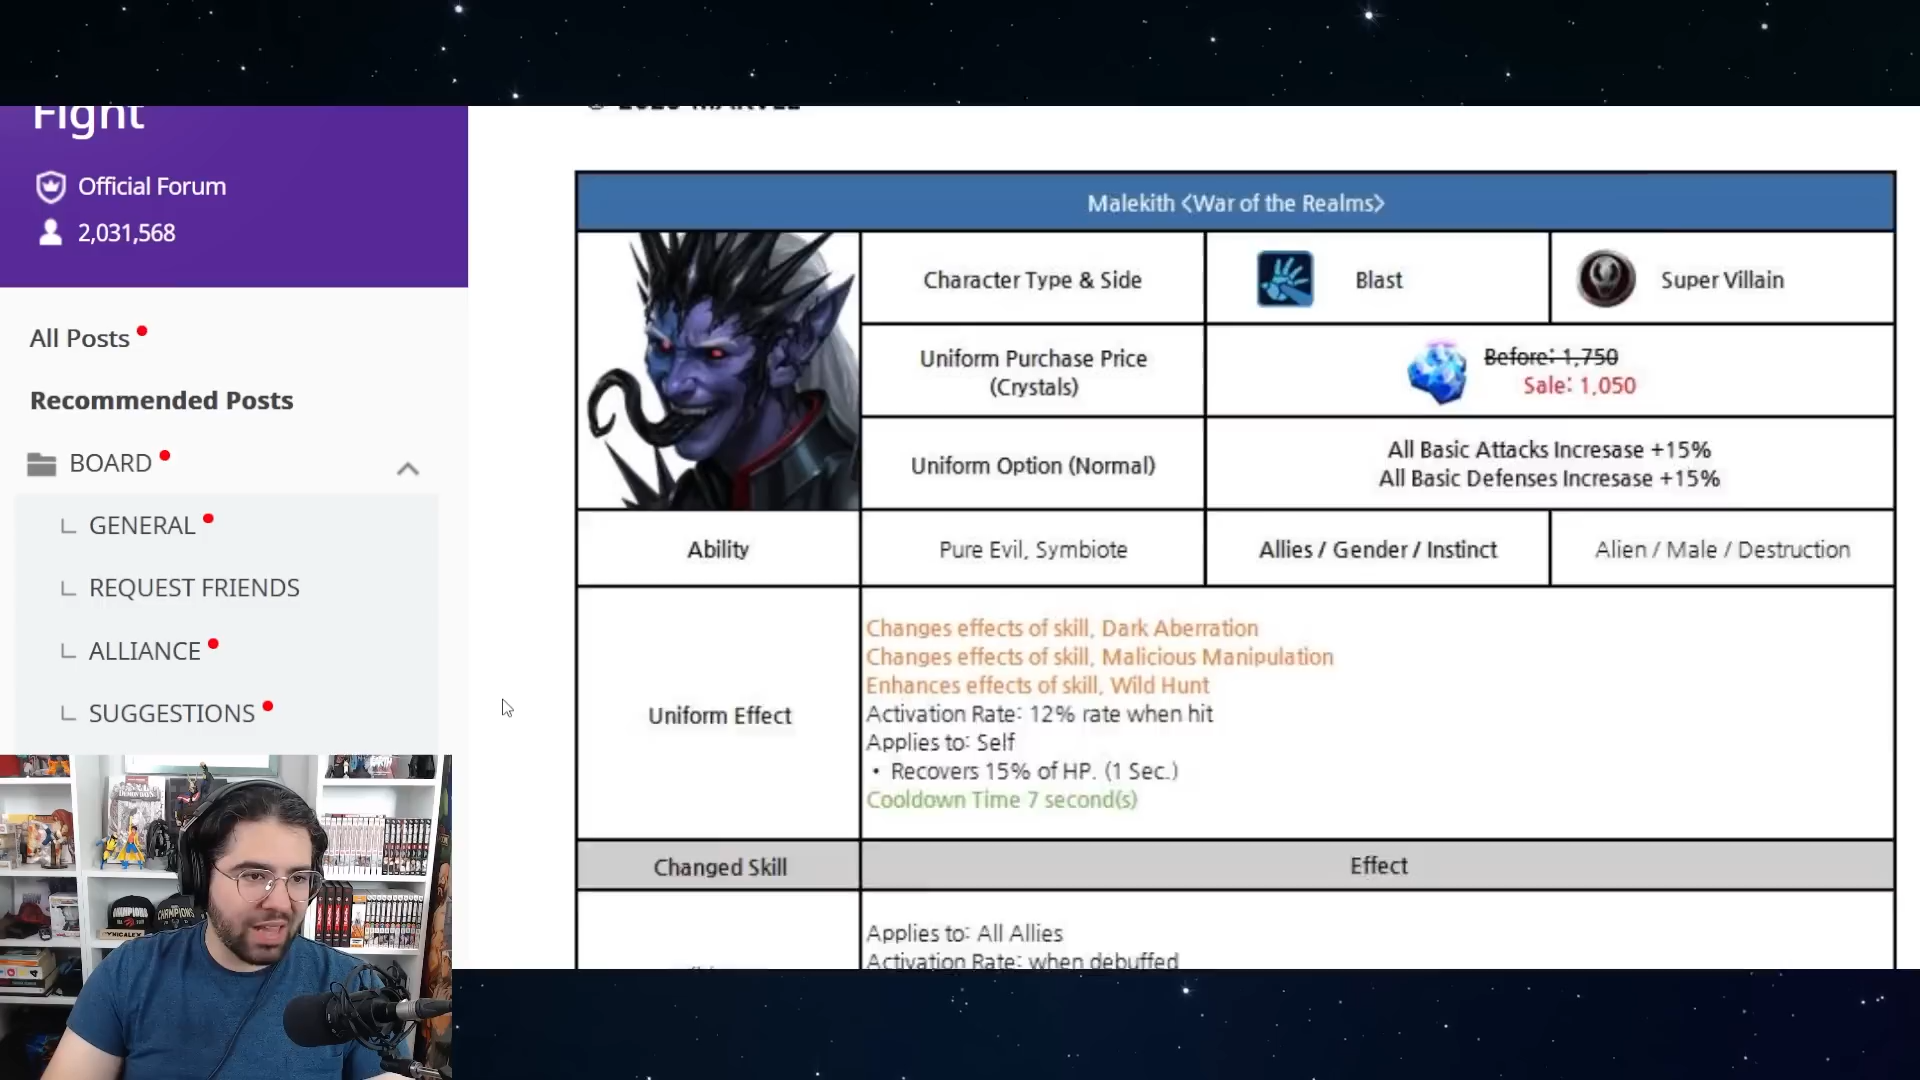 Fight
Official Forum
2,031,568
All Posts
Recommended Posts
BOARD
GENERAL
REQUEST FRIENDS
ALLIANCE
SUGGESTIONS
Malekith <War of the Realms>
Character Type & Side
Blast
Super Villain
Uniform Purchase Price
(Crystals)
Before: 1,750
Sale: 1,050
Uniform Option (Normal)
All Basic Attacks Incresase +15%
All Basic Defenses Incresase +15%
Ability
Pure Evil, Symbiote
Allies / Gender / Instinct
Alien / Male / Destruction
Uniform Effect
Changes effects of skill, Dark Aberration
Changes effects of skill, Malicious Manipulation
Enhances effects of skill, Wild Hunt
Activation Rate: 12% rate when hit
Applies to: Self
• Recovers 15% of HP. (1 Sec.)
Cooldown Time 7 second(s)
Changed Skill
Effect
Applies to: All Allies
Activation Rate: when debuffed
CHAMPIONS
CHAMPIONS